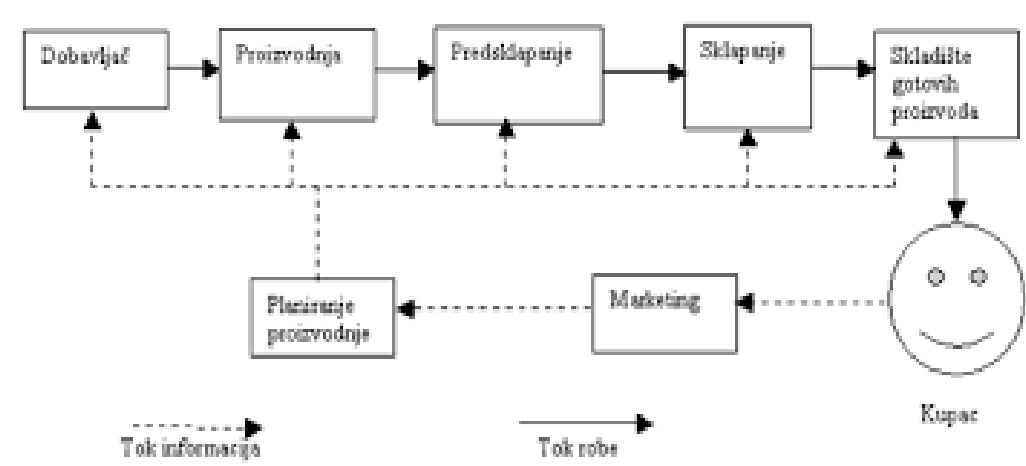 Dobavljač
Proizvodnja
Predsklapanje
Sklapanje
Skladište
gotovih
proizvoda
Planiranje
proizvodnje
Marketing
Kupac
Tok informacija
Tok robe